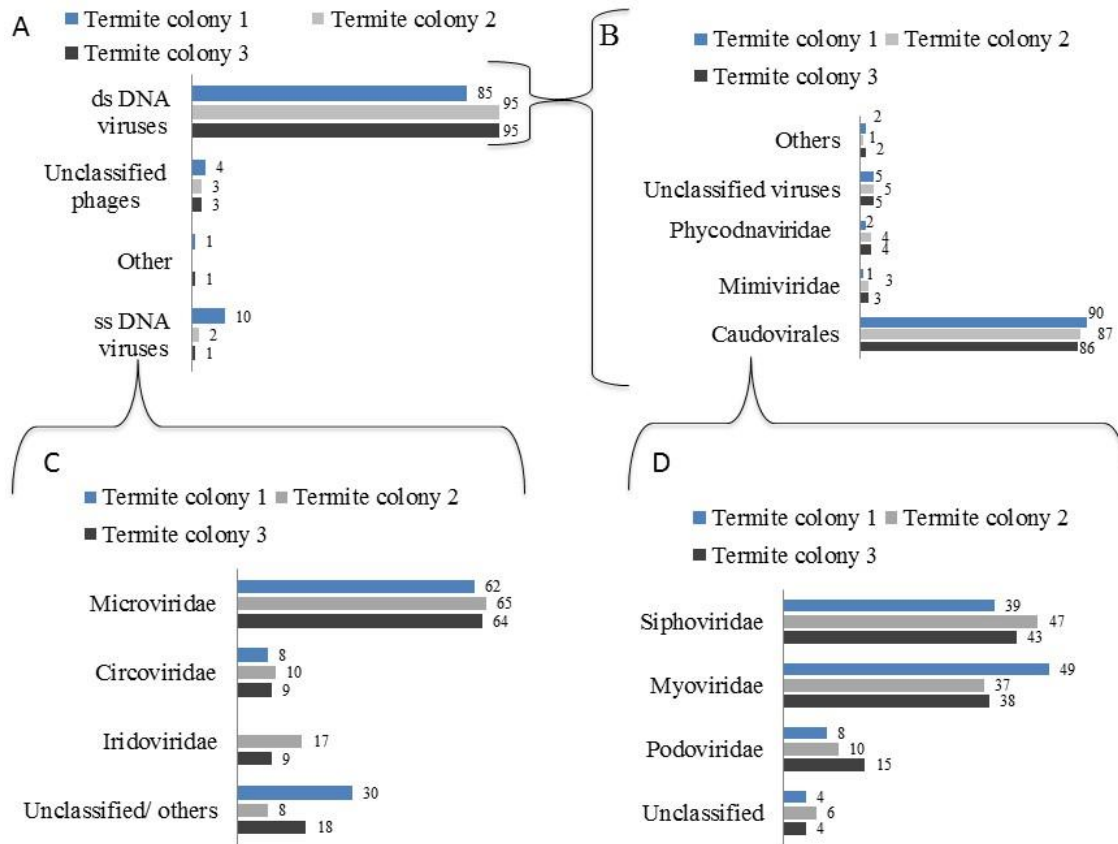 A
Termite colony 1 Termite colony 2
Termite colony 3
ds DNA
viruses
85
95
95
Unclassified
phages
4
3
3
Other
1
1
ss DNA
viruses
10
2
1
B
Termite colony 1 Termite colony 2
Termite colony 3
Others
2
1
2
Unclassified viruses
5
5
5
Phycodnaviridae
2
4
4
Mimiviridae
1
3
3
Caudovirales
90
87
86
C
Termite colony 1 Termite colony 2
Termite colony 3
Microviridae
62
65
64
Circoviridae
8
10
9
Iridoviridae
17
9
Unclassified/ others
30
8
18
D
Termite colony 1 Termite colony 2
Termite colony 3
Siphoviridae
39
47
43
Myoviridae
49
37
38
Podoviridae
8
10
15
Unclassified
4
6
4